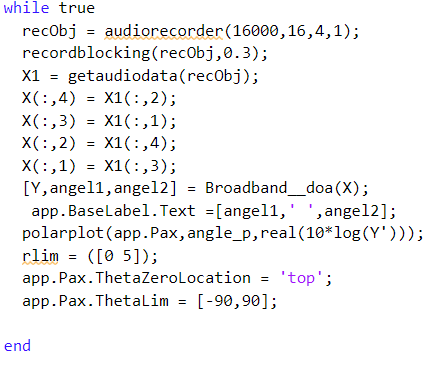 while true
recObj = audiorecorder(16000,16,4,1);
recordblocking(recObj,0.3);
X1 = getaudiodata(recObj);
X(:,4) = X1(:,2);
X(:,3) = X1(:,1);
X(:,2) = X1(:,4);
X(:,1) = X1(:,3);
[Y,angel1,angel2] = Broadband__doa(X);
app.BaseLabel.Text =[angel1,' ',angel2];
polarplot(app.Pax,angle_p,real(10*log(Y')));
rlim = ([0 5]);
app.Pax.ThetaZeroLocation = 'top';
app.Pax.ThetaLim = [-90,90];
end